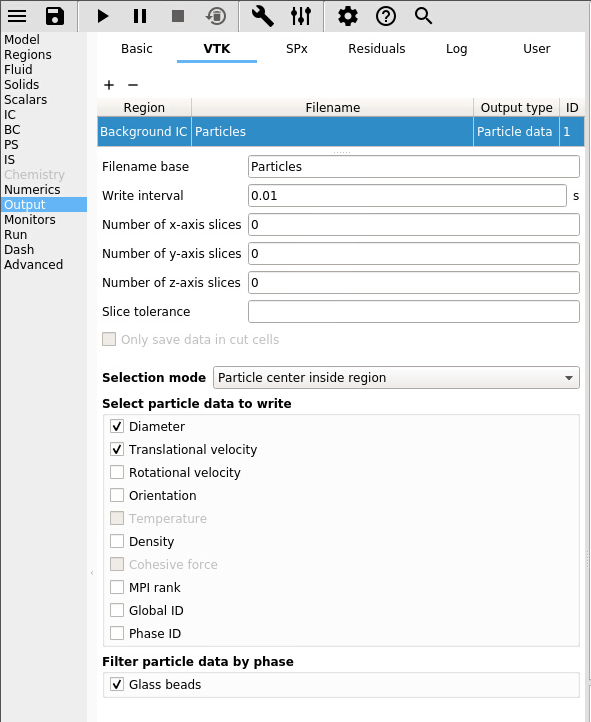 Model
Regions
Fluid
Solids
Scalars
IC
BC
PS
IS
Chemistry
Numerics
Output
Monitors
Run
Dash
Advanced
Basic VTK SPx Residuals Log User
Region Filename Output type ID
Background IC Particles Particle data 1
Filename base Particles
Write interval 0.01 s
Number of x-axis slices 0
Number of y-axis slices 0
Number of z-axis slices 0
Slice tolerance
Only save data in cut cells
Selection mode Particle center inside region
Select particle data to write
Diameter
Translational velocity
Rotational velocity
Orientation
Temperature
Density
Cohesive force
MPI rank
Global ID
Phase ID
Filter particle data by phase
Glass beads